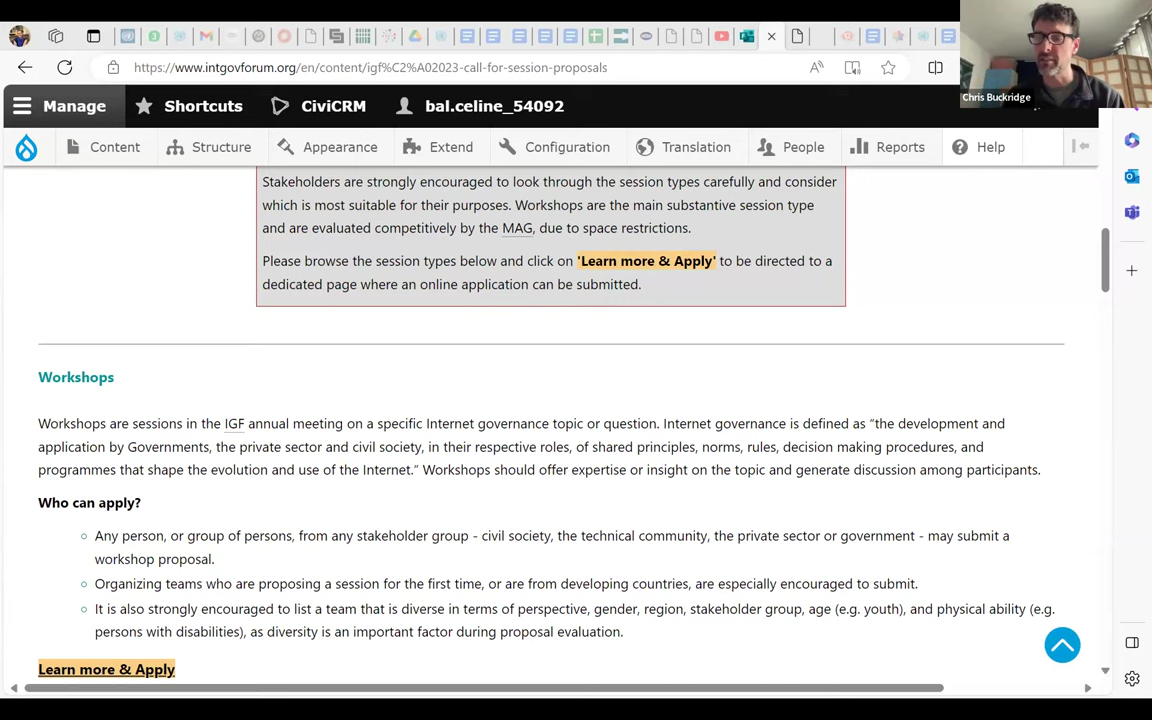 https://www.intgovforum.org/en/content/igf%C2%A02023-call-for-session-proposals
Chris Buckridge
Manage Shortcuts CiviCRM bal.celine_54092
Content Structure Appearance Extend Configuration Translation People Reports Help
Stakeholders are strongly encouraged to look through the session types carefully and consider
which is most suitable for their purposes. Workshops are the main substantive session type
and are evaluated competitively by the MAG, due to space restrictions.
Please browse the session types below and click on 'Learn more & Apply' to be directed to a
dedicated page where an online application can be submitted.
Workshops
Workshops are sessions in the IGF annual meeting on a specific Internet governance topic or question. Internet governance is defined as “the development and
application by Governments, the private sector and civil society, in their respective roles, of shared principles, norms, rules, decision making procedures, and
programmes that shape the evolution and use of the Internet.” Workshops should offer expertise or insight on the topic and generate discussion among participants.
Who can apply?
Any person, or group of persons, from any stakeholder group - civil society, the technical community, the private sector or government - may submit a
workshop proposal.
Organizing teams who are proposing a session for the first time, or are from developing countries, are especially encouraged to submit.
It is also strongly encouraged to list a team that is diverse in terms of perspective, gender, region, stakeholder group, age (e.g. youth), and physical ability (e.g.
persons with disabilities), as diversity is an important factor during proposal evaluation.
Learn more & Apply